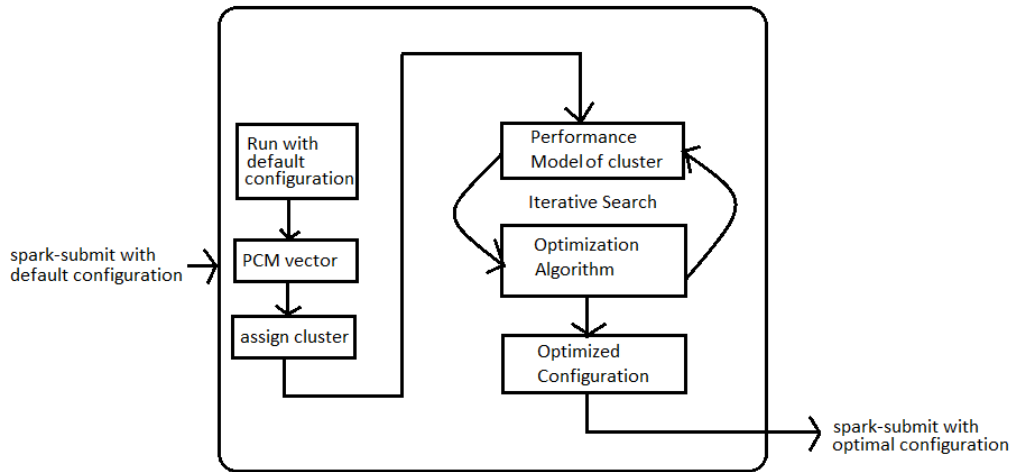 Run with
default
configuration
PCM vector
assign cluster
spark-submit with
default configuration
Performance
Model of cluster
Iterative Search
Optimization
Algorithm
Optimized
Configuration
spark-submit with
optimal configuration